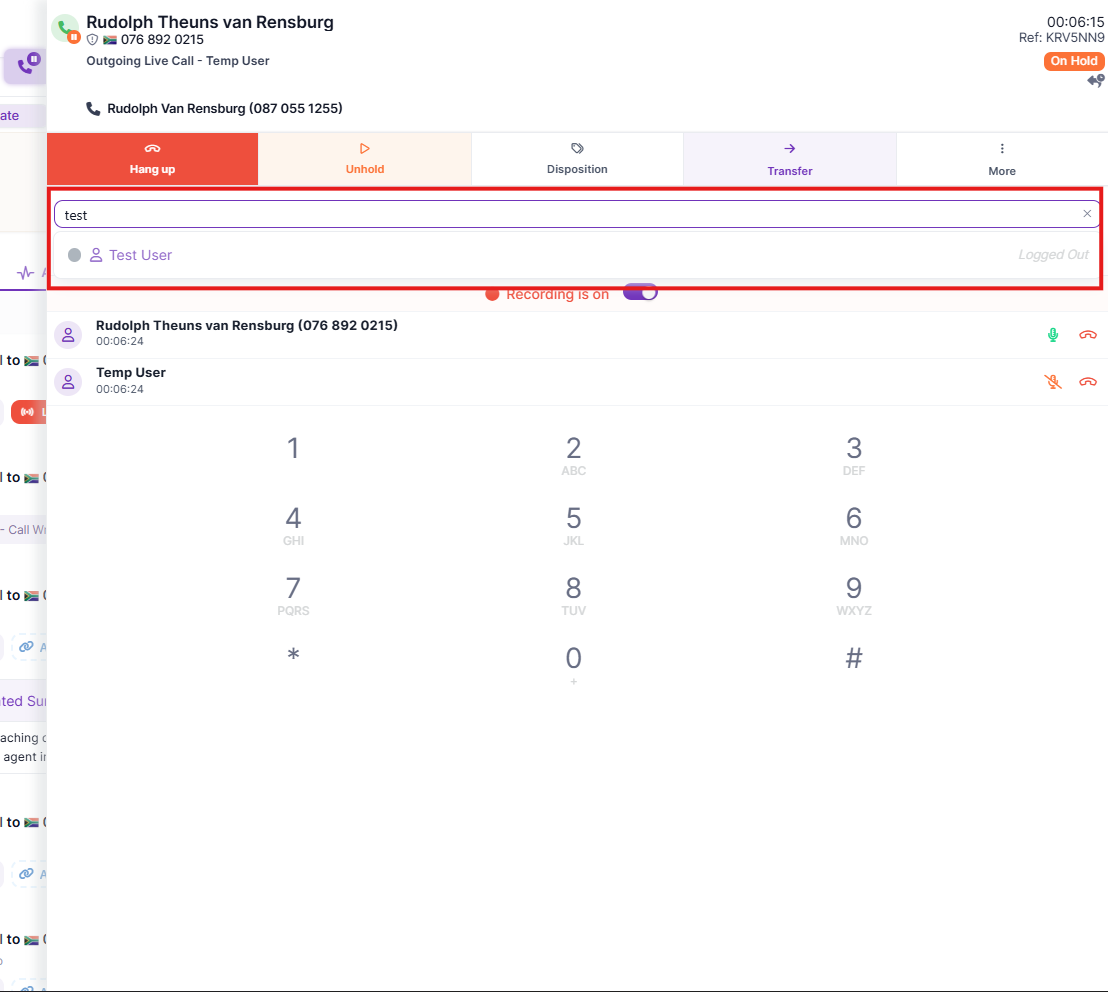 Rudolph Theuns van Rensburg
00:06:15
076 892 0215
Ref: KRV5NN9
Outgoing Live Call - Temp User
On Hold
Rudolph Van Rensburg (087 055 1255)
Hang up
Unhold
Disposition
Transfer
More
test
Test User
Logged Out
Recording is on
Rudolph Theuns van Rensburg (076 892 0215)
00:06:24
Temp User
00:06:24
1
2
ABC
3
DEF
4
GHI
5
JKL
6
MNO
7
PQRS
8
TUV
9
WXYZ
*
0
+
#
ate
A
l to
L
l to
- Call Wr
l to
A
ated Sur
aching
agent in
l to
A
l to
A